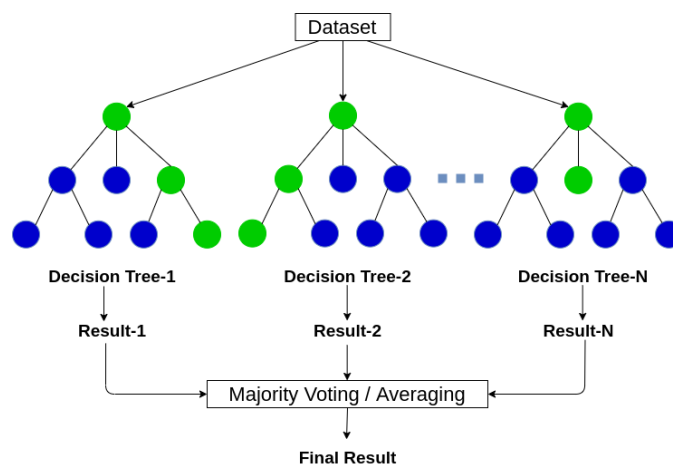 Dataset
Decision Tree-1
Decision Tree-2
Decision Tree-N
Result-1
Result-2
Result-N
Majority Voting / Averaging
Final Result